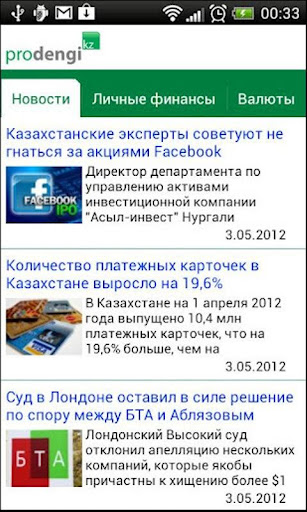 00:33
prodengi kz
Новости
Личные финансы
Валюты
Казахстанские эксперты советуют не
гнаться за акциями Facebook
FACEBOOK
IPO
Директор департамента по
управлению активами
инвестиционной компании
"Асыл-инвест" Нургали
3.05.2012
Количество платежных карточек в
Казахстане выросло на 19,6%
В Казахстане на 1 апреля 2012
года выпущено 10,4 млн
платежных карточек, что на
19,6% больше, чем на
3.05.2012
Суд в Лондоне оставил в силе решение
по спору между БТА и Аблязовым
БТА
Лондонский Высокий суд
отклонил апелляцию нескольких
компаний, которые якобы
причастны к хищению более $1
3.05.2012